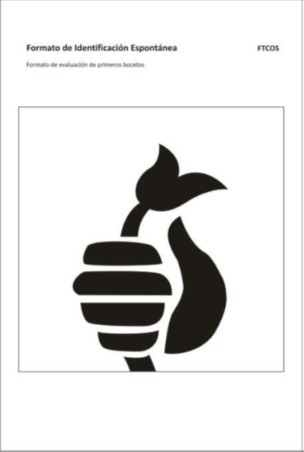 Formato de Identificación Espontánea FTCOS
Formato de evaluación de primeros bocetos